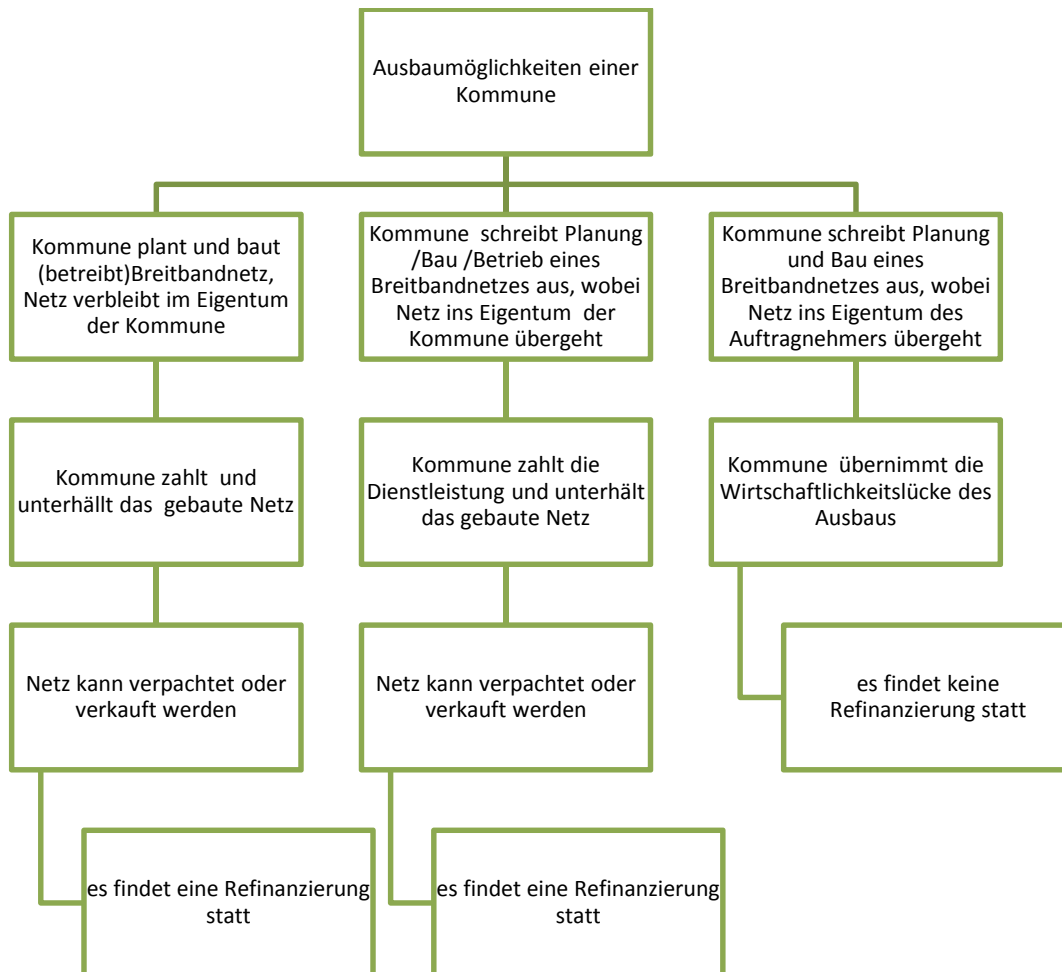 Ausbaumöglichkeiten einer
Kommune
Kommune plant und baut
(betreibt)Breitbandnetz,
Netz verbleibt im Eigentum
der Kommune
Kommune schreibt Planung
/Bau /Betrieb eines
Breitbandnetzes aus, wobei
Netz ins Eigentum der
Kommune übergeht
Kommune schreibt Planung
und Bau eines
Breitbandnetzes aus, wobei
Netz ins Eigentum des
Auftragnehmers übergeht
Kommune zahlt und
unterhällt das gebaute Netz
Kommune zahlt die
Dienstleistung und unterhält
das gebaute Netz
Kommune übernimmt die
Wirtschaftlichkeitslücke des
Ausbaus
Netz kann verpachtet oder
verkauft werden
Netz kann verpachtet oder
verkauft werden
es findet keine
Refinanzierung statt
es findet eine Refinanzierung
statt
es findet eine Refinanzierung
statt